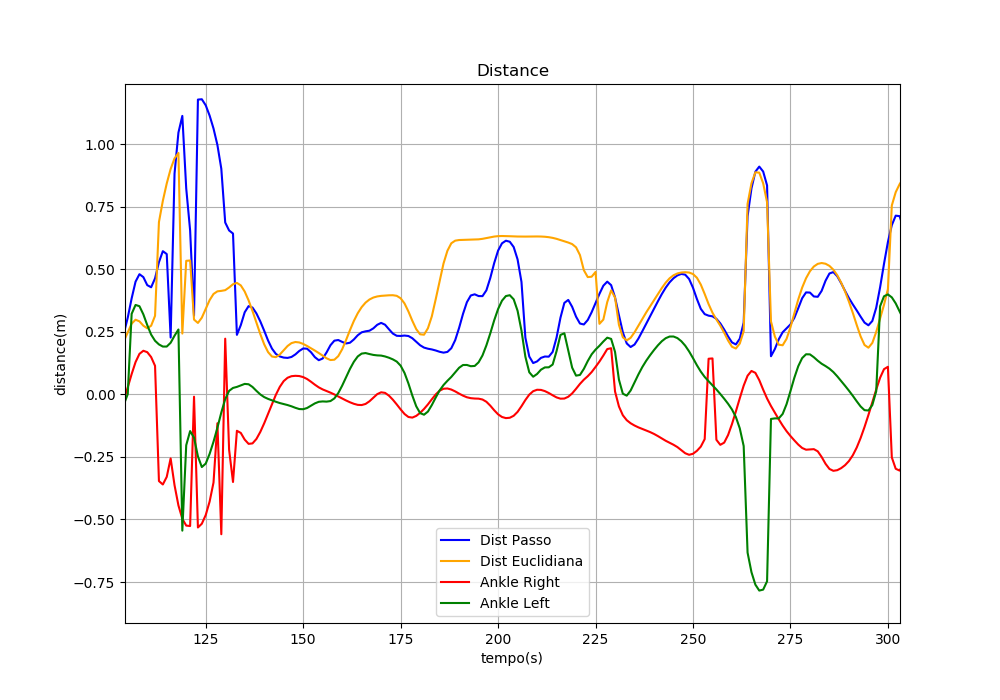 Distance
distance(m)
1.00
0.75
0.50
0.25
0.00
−0.25
−0.50
−0.75
Dist Passo
Dist Euclidiana
Ankle Right
Ankle Left
125
150
175
200
225
250
275
300
tempo(s)